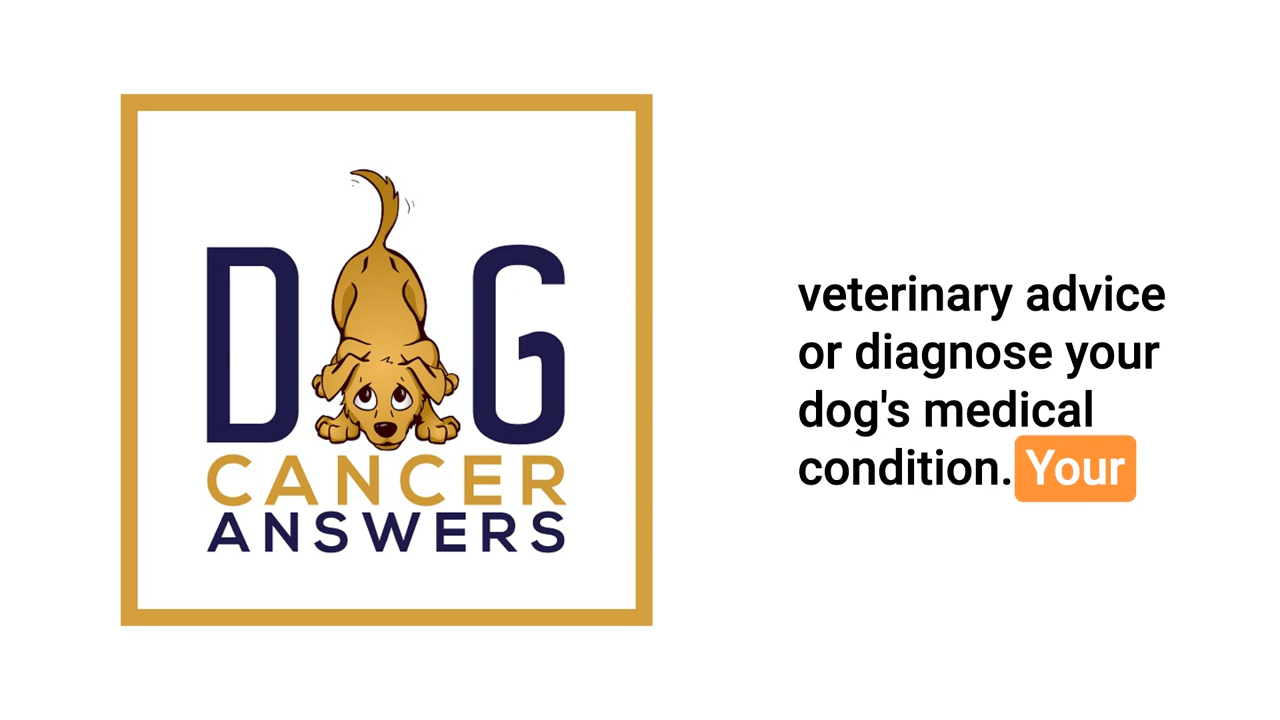 DOG
CANCER
ANSWERS
veterinary advice
or diagnose your
dog's medical
condition. Your